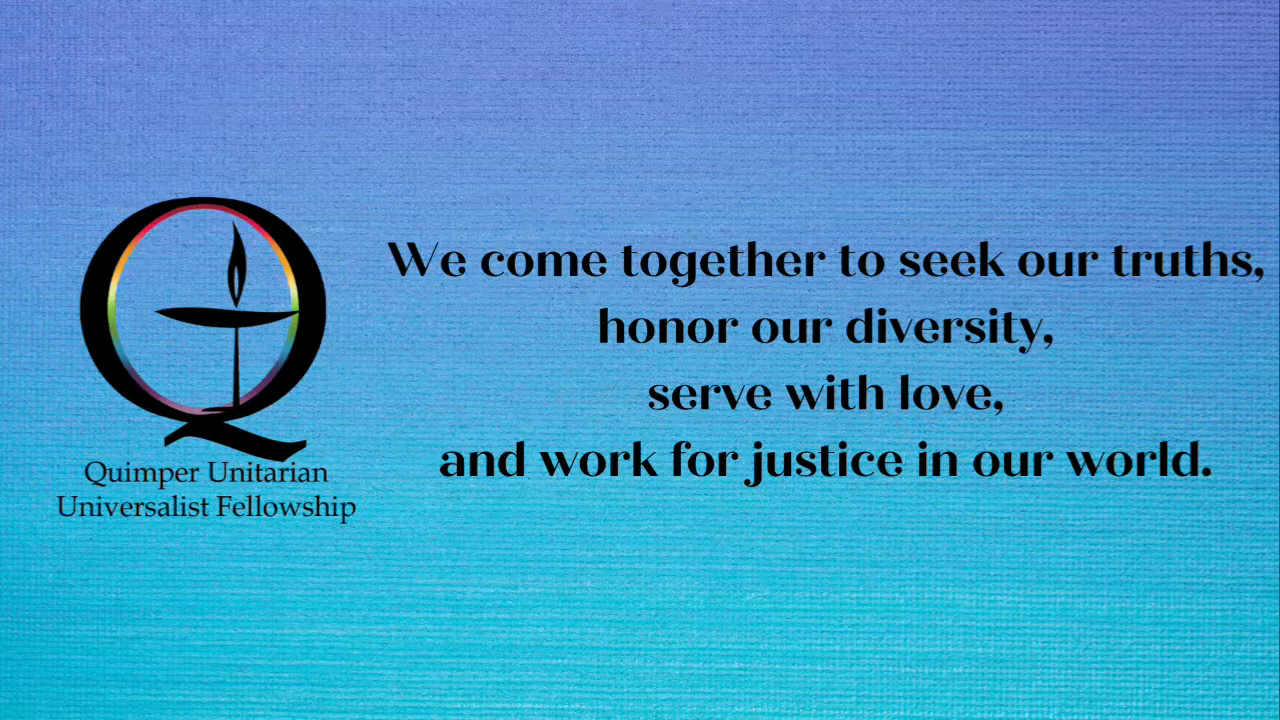 We come together to seek our truths,
honor our diversity,
serve with love,
and work for justice in our world.
Quimper Unitarian
Universalist Fellowship